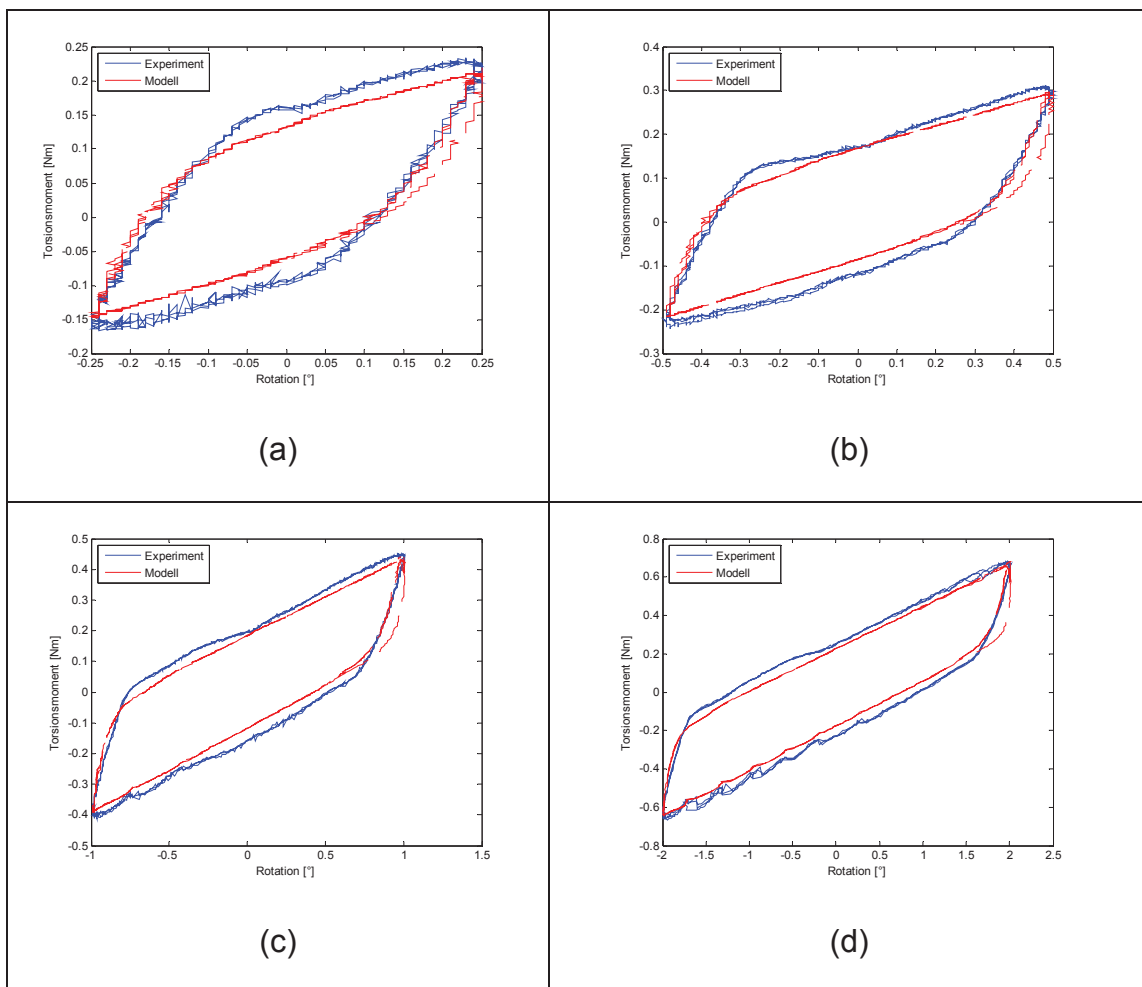 0.25
0.2
0.15
0.1
0.05
0
-0.05
-0.1
-0.15
-0.2
-0.25 -0.2 -0.15 -0.1 -0.05 0 0.05 0.1 0.15 0.2 0.25
Rotation [°]
Torsionsmoment [Nm]
Experiment
Modell
(a)
0.4
0.3
0.2
0.1
0
-0.1
-0.2
-0.3
-0.5 -0.4 -0.3 -0.2 -0.1 0 0.1 0.2 0.3 0.4 0.5
Rotation [°]
Torsionsmoment [Nm]
Experiment
Modell
(b)
0.5
0.4
0.3
0.2
0.1
0
-0.1
-0.2
-0.3
-0.4
-0.5
-1 -0.5 0 0.5 1 1.5
Rotation [°]
Torsionsmoment [Nm]
Experiment
Modell
(c)
0.8
0.6
0.4
0.2
0
-0.2
-0.4
-0.6
-0.8
-2 -1.5 -1 -0.5 0 0.5 1 1.5 2 2.5
Rotation [°]
Torsionsmoment [Nm]
Experiment
Modell
(d)